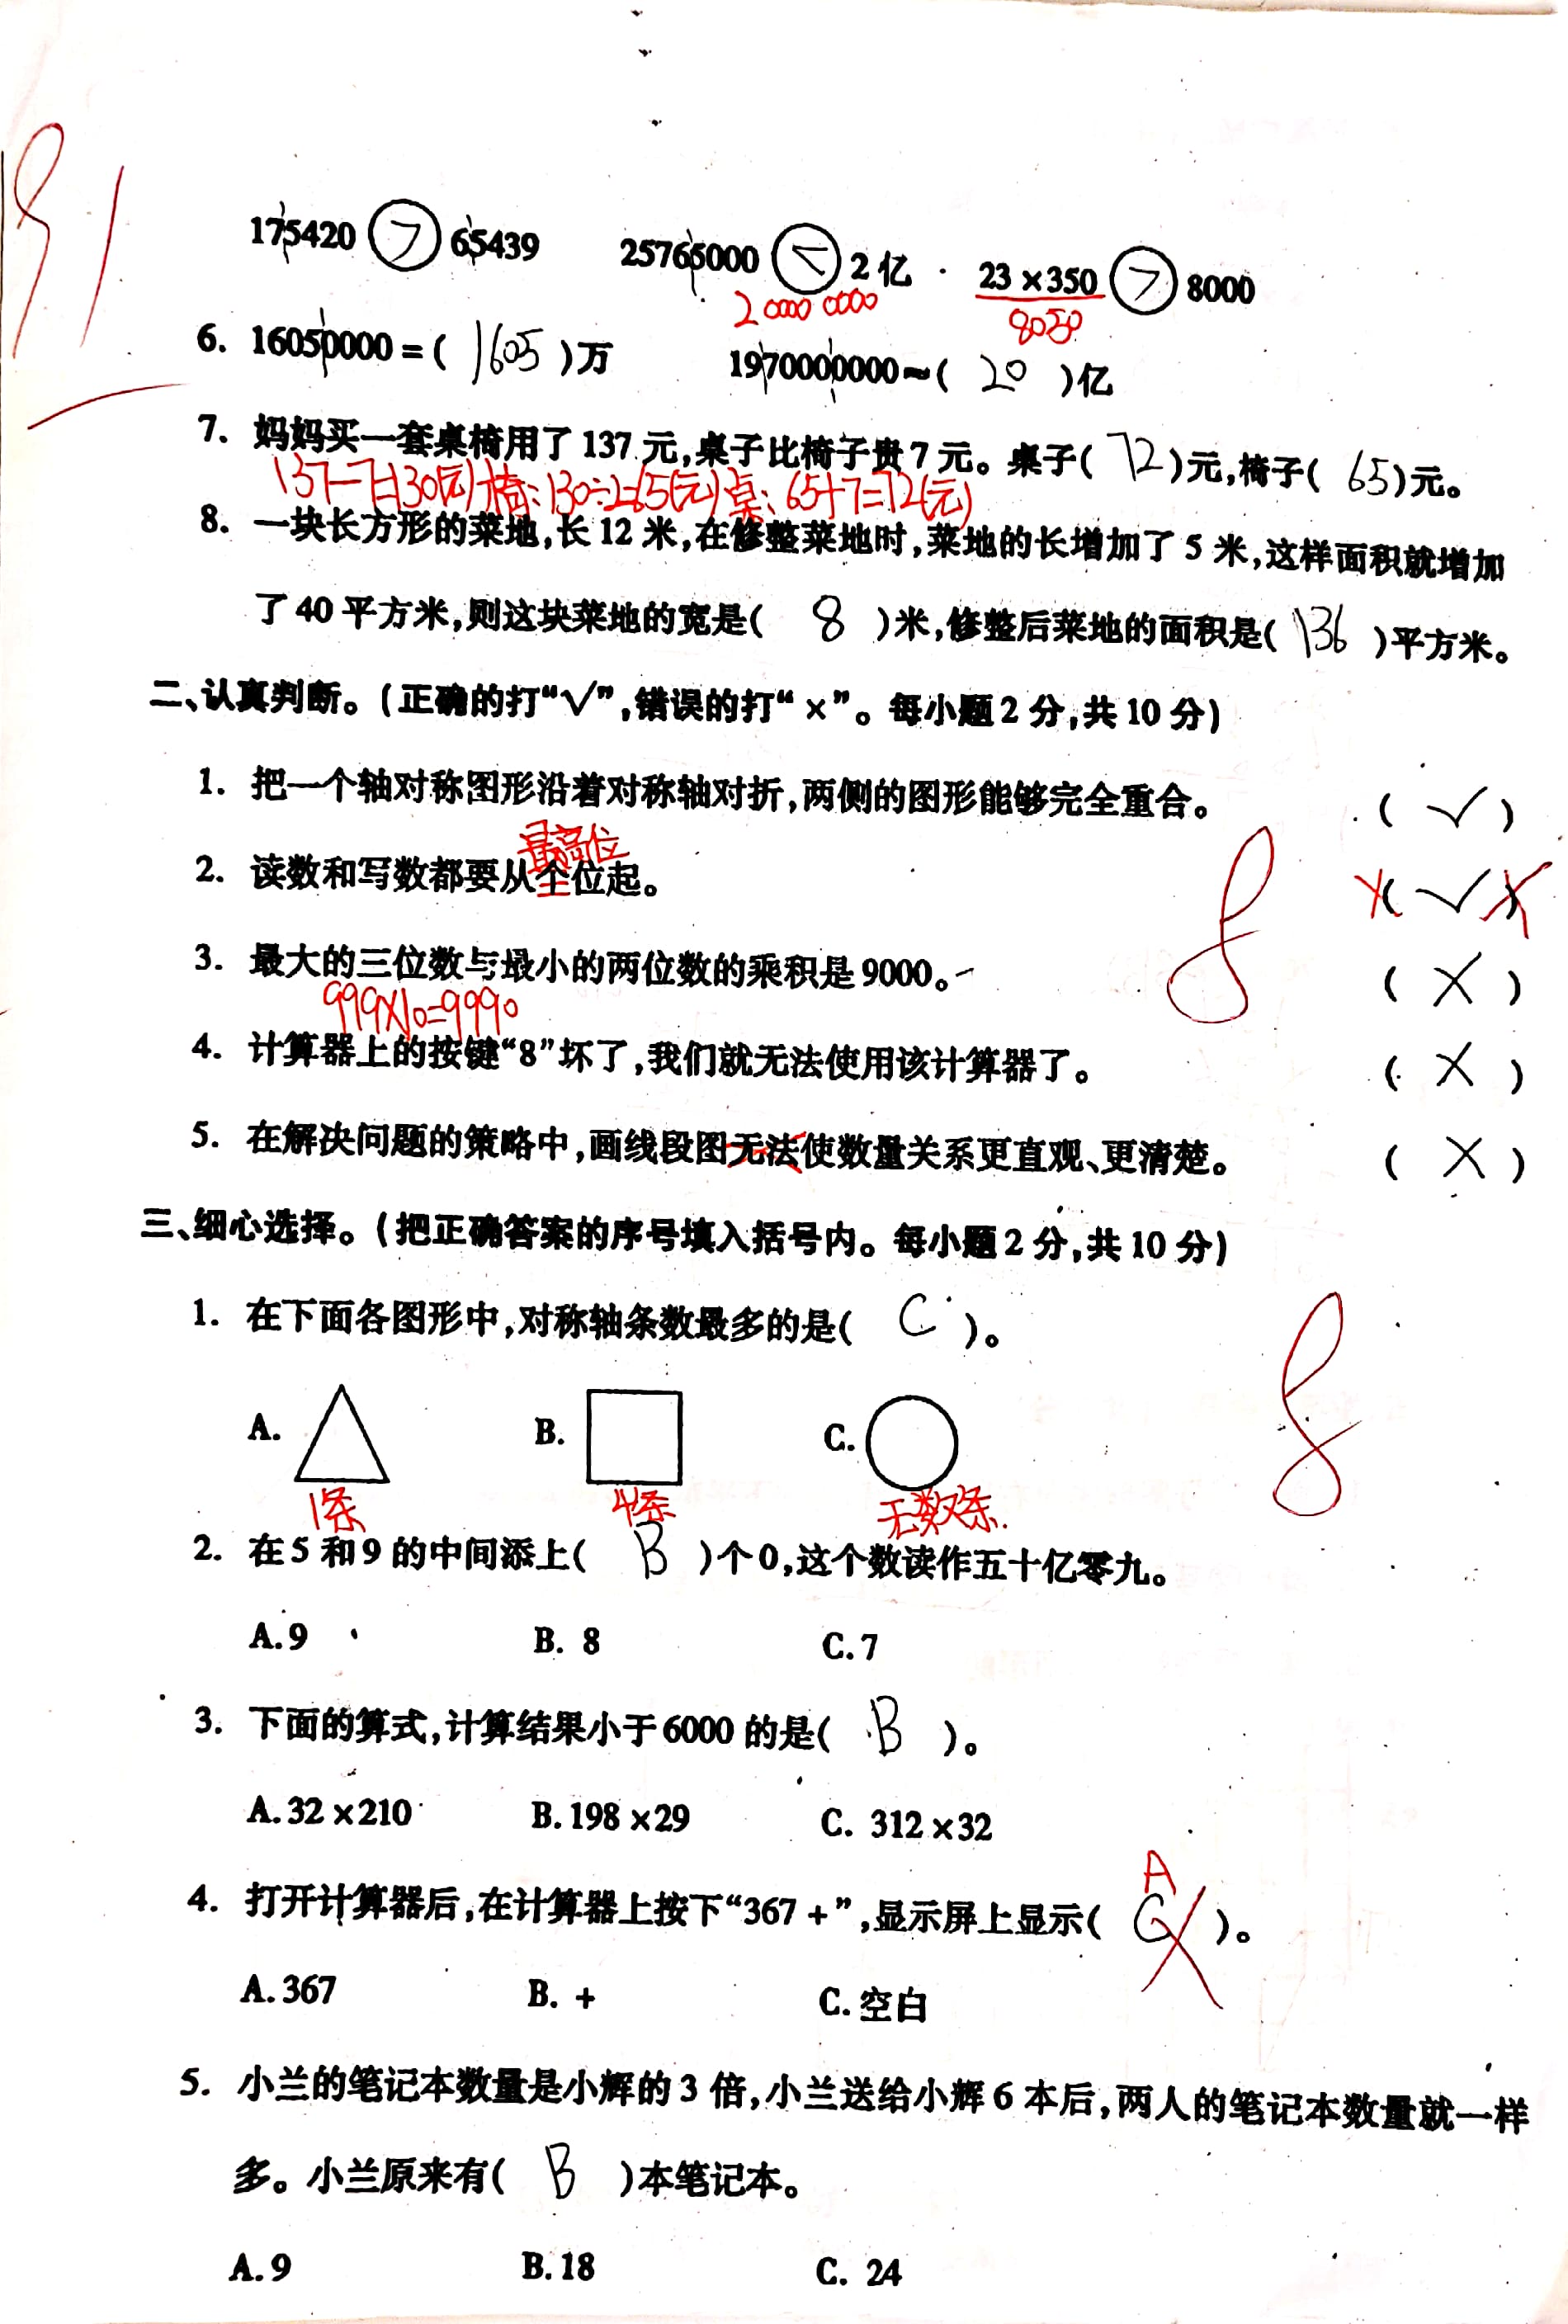 91
175420 > 65439 25765000 < 2亿 23×350 > 8000
200000000 8050
6. 16050000=( 1605 )万 1970000000≈( 20 )亿
7. 妈妈买一套桌椅用了137元,桌子比椅子贵7元。桌子( 72 )元,椅子( 65 )元。
137-7=130(元) 椅:130÷2=65(元) 桌:65+7=72(元)
8. 一块长方形的菜地,长12米,在修整菜地时,菜地的长增加了5米,这样面积就增加
了40平方米,则这块菜地的宽是( 8 )米,修整后菜地的面积是( 136 )平方米。
二、认真判断。(正确的打“√”,错误的打“×”。每小题2分,共10分)
1. 把一个轴对称图形沿着对称轴对折,两侧的图形能够完全重合。 ( √ )
最高位
2. 读数和写数都要从个位起。 ×( √ )
8
3. 最大的三位数与最小的两位数的乘积是9000。 ( × )
999×10=9990
4. 计算器上的按键“8”坏了,我们就无法使用该计算器了。 ( × )
5. 在解决问题的策略中,画线段图无法使数量关系更直观、更清楚。 ( × )
三、细心选择。(把正确答案的序号填入括号内。每小题2分,共10分)
1. 在下面各图形中,对称轴条数最多的是( C )。
8
A. B. C.
1条 4条 无数条.
2. 在5和9的中间添上( B )个0,这个数读作五十亿零九。
A.9 B. 8 C.7
3. 下面的算式,计算结果小于6000的是( B )。
A.32×210 B.198×29 C. 312×32
A
4. 打开计算器后,在计算器上按下“367+”,显示屏上显示( C )。
A.367 B. + C.空白
5. 小兰的笔记本数量是小辉的3倍,小兰送给小辉6本后,两人的笔记本数量就一样
多。小兰原来有( B )本笔记本。
A.9 B.18 C. 24